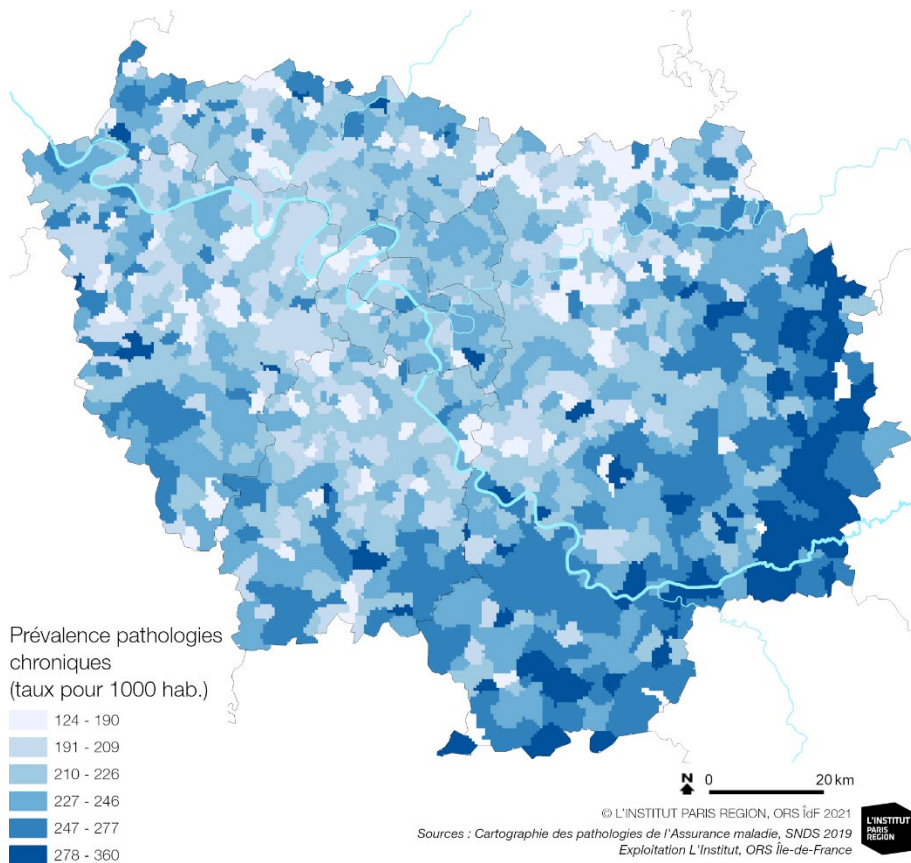 Prévalence pathologies
chroniques
(taux pour 1000 hab.)
124 - 190
191 - 209
210 - 226
227 - 246
247 - 277
278 - 360
N 0 20 km
© L'INSTITUT PARIS REGION, ORS ÎdF 2021
Sources : Cartographie des pathologies de l'Assurance maladie, SNDS 2019
Exploitation L'Institut, ORS Île-de-France
L'INSTITUT
PARIS
REGION